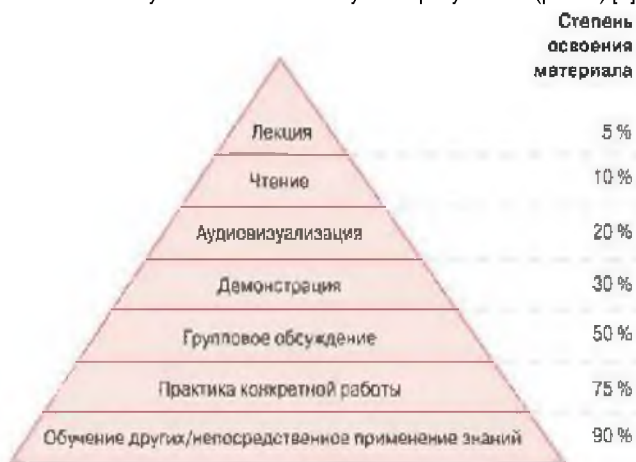 Степень
освоения
материала
Лекция 5 %
Чтение 10 %
Аудиовизуализация 20 %
Демонстрация 30 %
Групповое обсуждение 50 %
Практика конкретной работы 75 %
Обучение других/непосредственное применение знаний 90 %